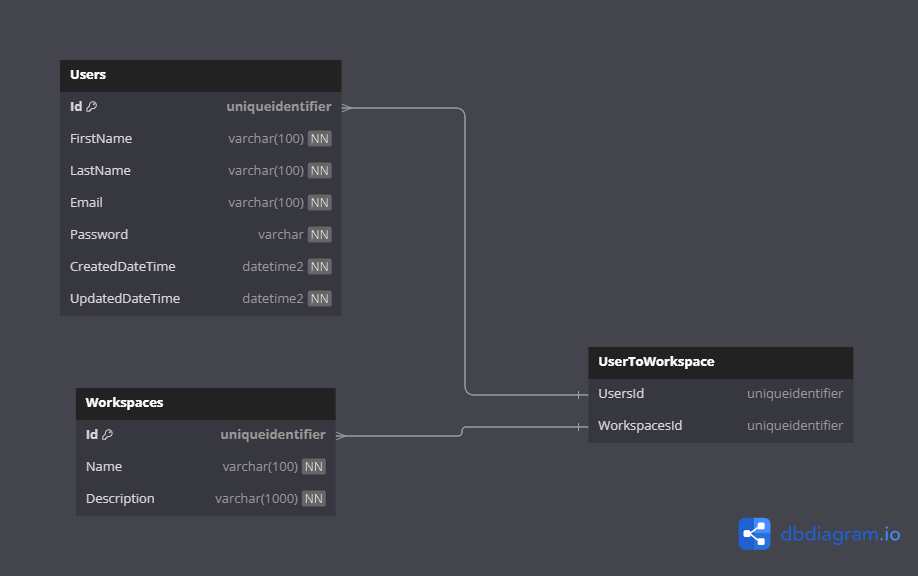 Users
Id uniqueidentifier
FirstName varchar(100) NN
LastName varchar(100) NN
Email varchar(100) NN
Password varchar NN
CreatedDateTime datetime2 NN
UpdatedDateTime datetime2 NN
UserToWorkspace
UsersId uniqueidentifier
WorkspacesId uniqueidentifier
Workspaces
Id uniqueidentifier
Name varchar(100) NN
Description varchar(1000) NN
dbdiagram.io